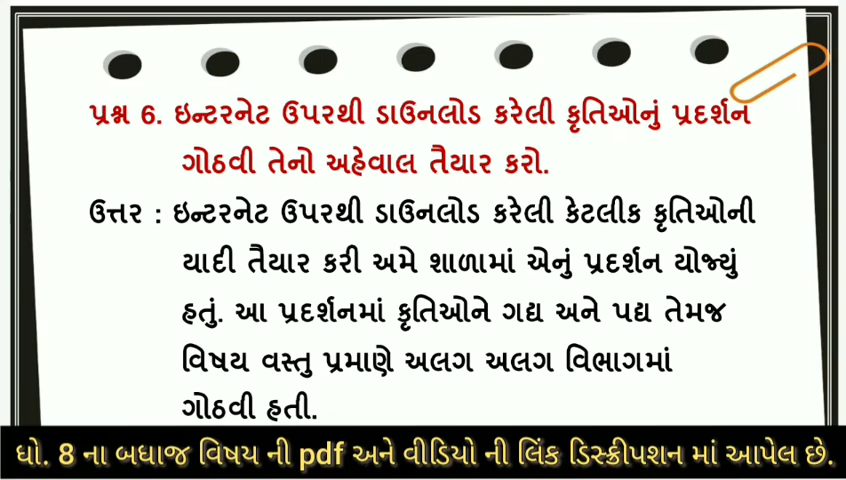 પ્રશ્ન 6. ઇન્ટરનેટ ઉપરથી ડાઉનલોડ કરેલી કૃતિઓનું પ્રદર્શન
ગોઠવી તેનો અહેવાલ તૈયાર કરો.
ઉત્તર : ઇન્ટરનેટ ઉપરથી ડાઉનલોડ કરેલી કેટલીક કૃતિઓની
યાદી તૈયાર કરી અમે શાળામાં એનું પ્રદર્શન યોજ્યું
હતું. આ પ્રદર્શનમાં કૃતિઓને ગદ્ય અને પદ્ય તેમજ
વિષય વસ્તુ પ્રમાણે અલગ અલગ વિભાગમાં
ગોઠવી હતી.
ધો. 8 ના બધાજ વિષય ની pdf અને વીડિયો ની લિંક ડિસ્ક્રીપશન માં આપેલ છે.